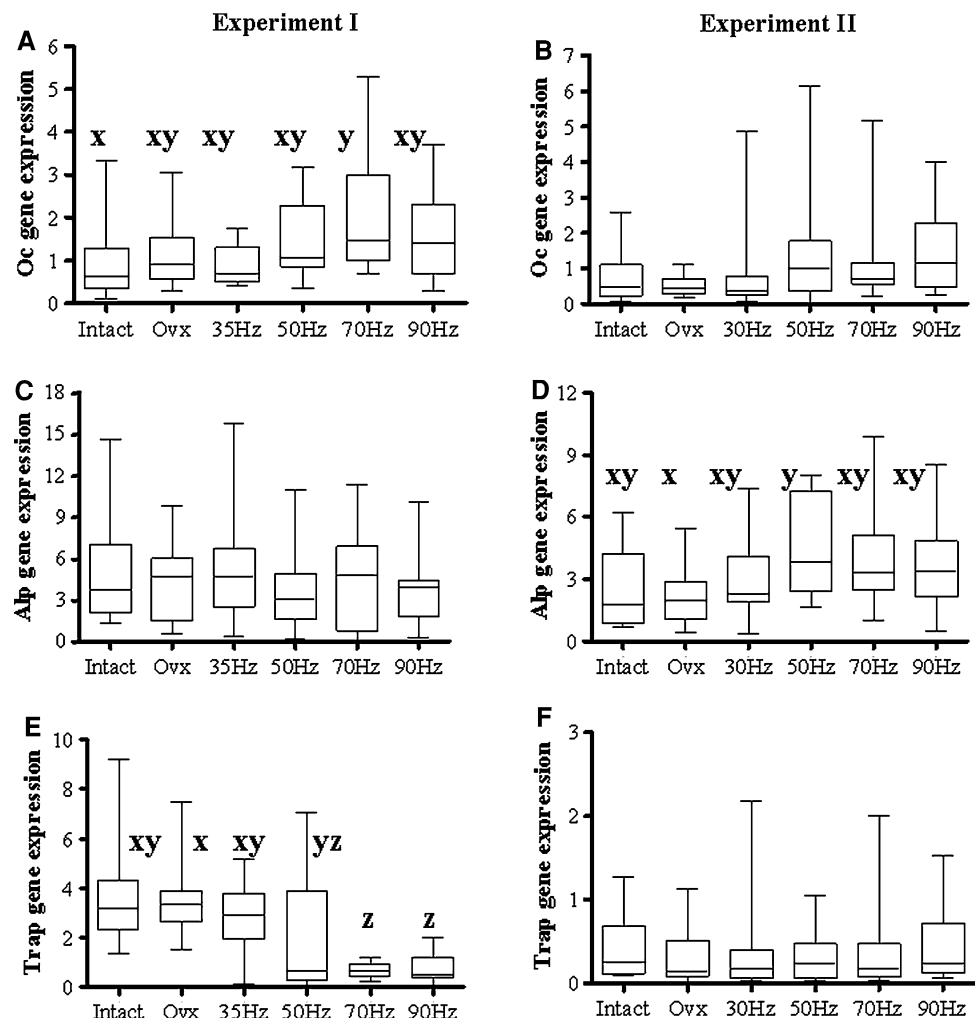 Experiment I
Experiment II
A
Oc gene expression
6
5
4
3
2
1
0
x xy xy xy y xy
Intact Ovx 35Hz 50Hz 70Hz 90Hz
B
Oc gene expression
7
6
5
4
3
2
1
0
Intact Ovx 30Hz 50Hz 70Hz 90Hz
C
Alp gene expression
18
15
12
9
6
3
0
Intact Ovx 35Hz 50Hz 70Hz 90Hz
D
Alp gene expression
12
9
6
3
0
xy x xy y xy xy
Intact Ovx 30Hz 50Hz 70Hz 90Hz
E
Trap gene expression
10
8
6
4
2
0
xy x xy yz
z z
Intact Ovx 35Hz 50Hz 70Hz 90Hz
F
Trap gene expression
3
2
1
0
Intact Ovx 30Hz 50Hz 70Hz 90Hz